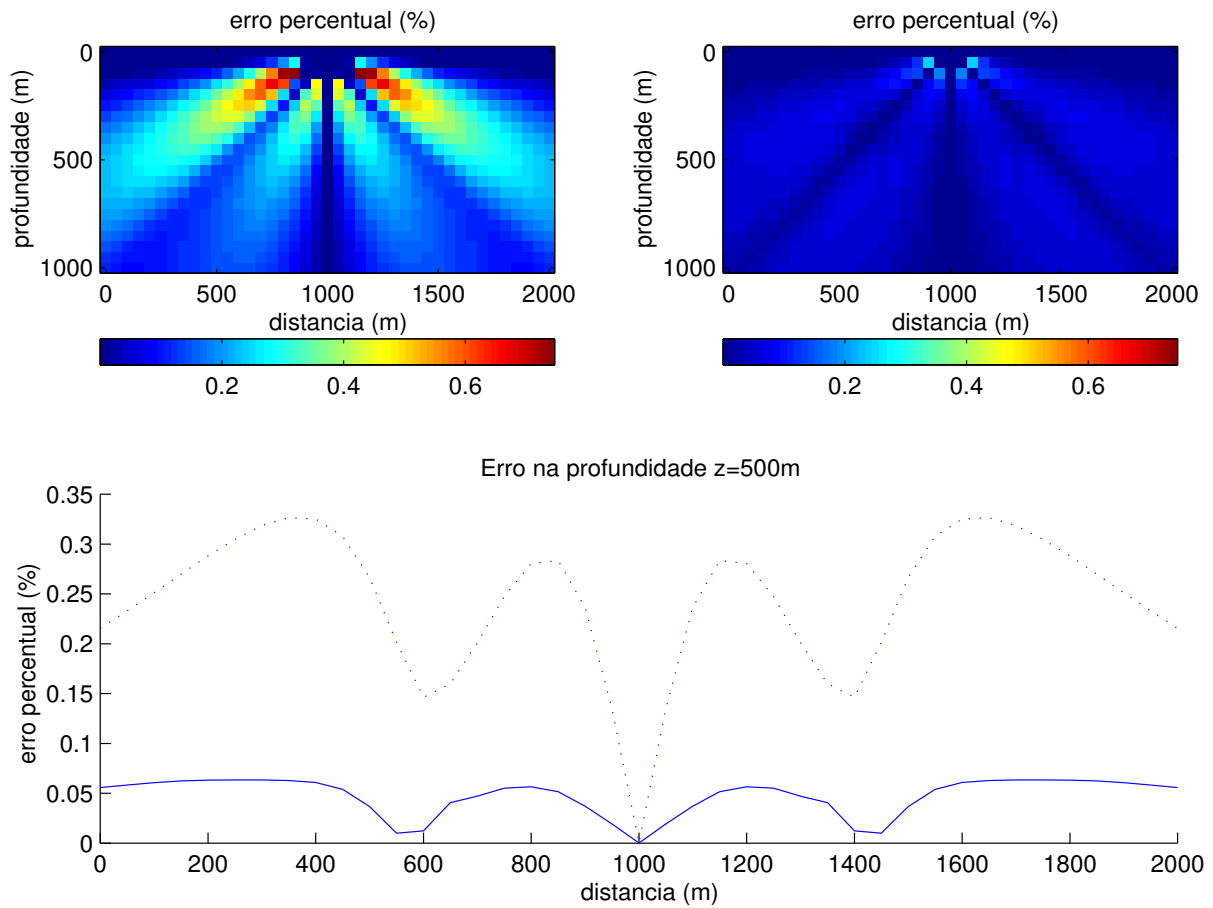 erro percentual (%)
0
500
1000
profundidade (m)
0 500 1000 1500 2000
distancia (m)
0.2 0.4 0.6
erro percentual (%)
0
500
1000
profundidade (m)
0 500 1000 1500 2000
distancia (m)
0.2 0.4 0.6
Erro na profundidade z=500m
0.35
0.3
0.25
0.2
0.15
0.1
0.05
0
erro percentual (%)
0 200 400 600 800 1000 1200 1400 1600 1800 2000
distancia (m)